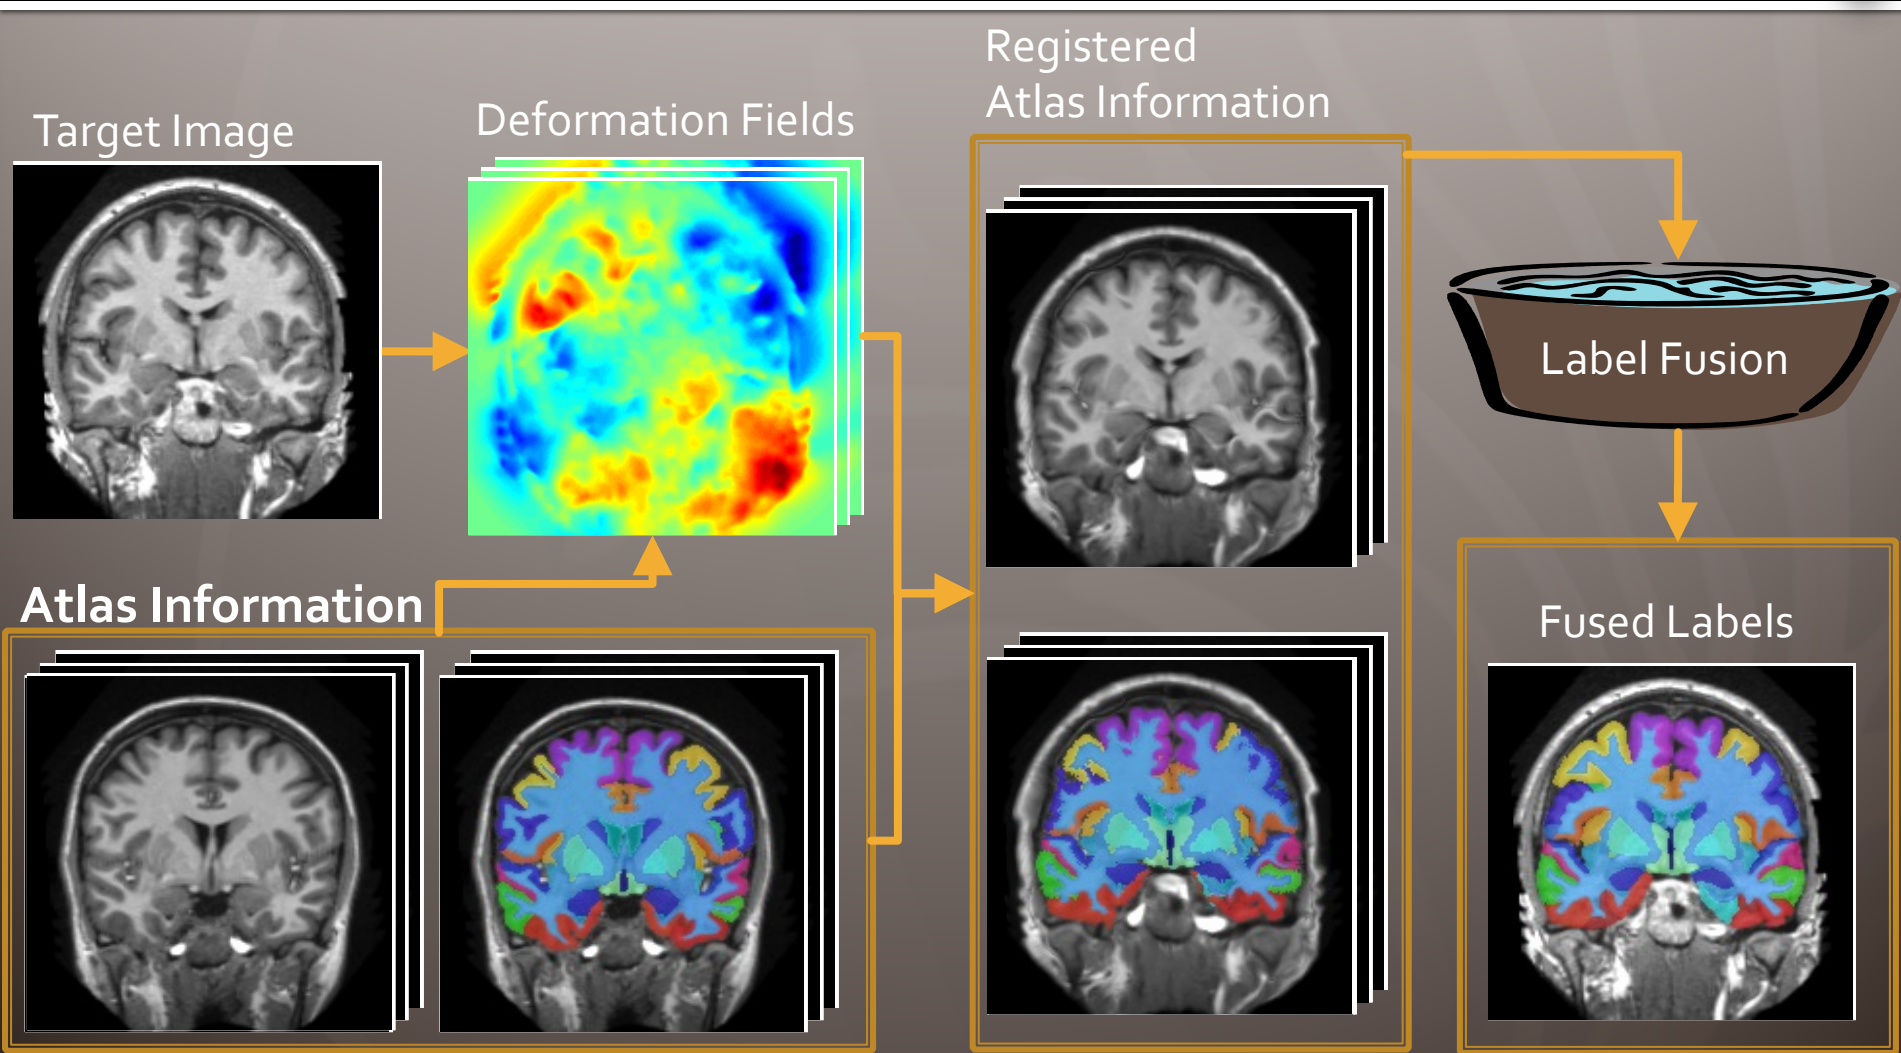 Target Image
Deformation Fields
Registered
Atlas Information
Label Fusion
Atlas Information
Fused Labels